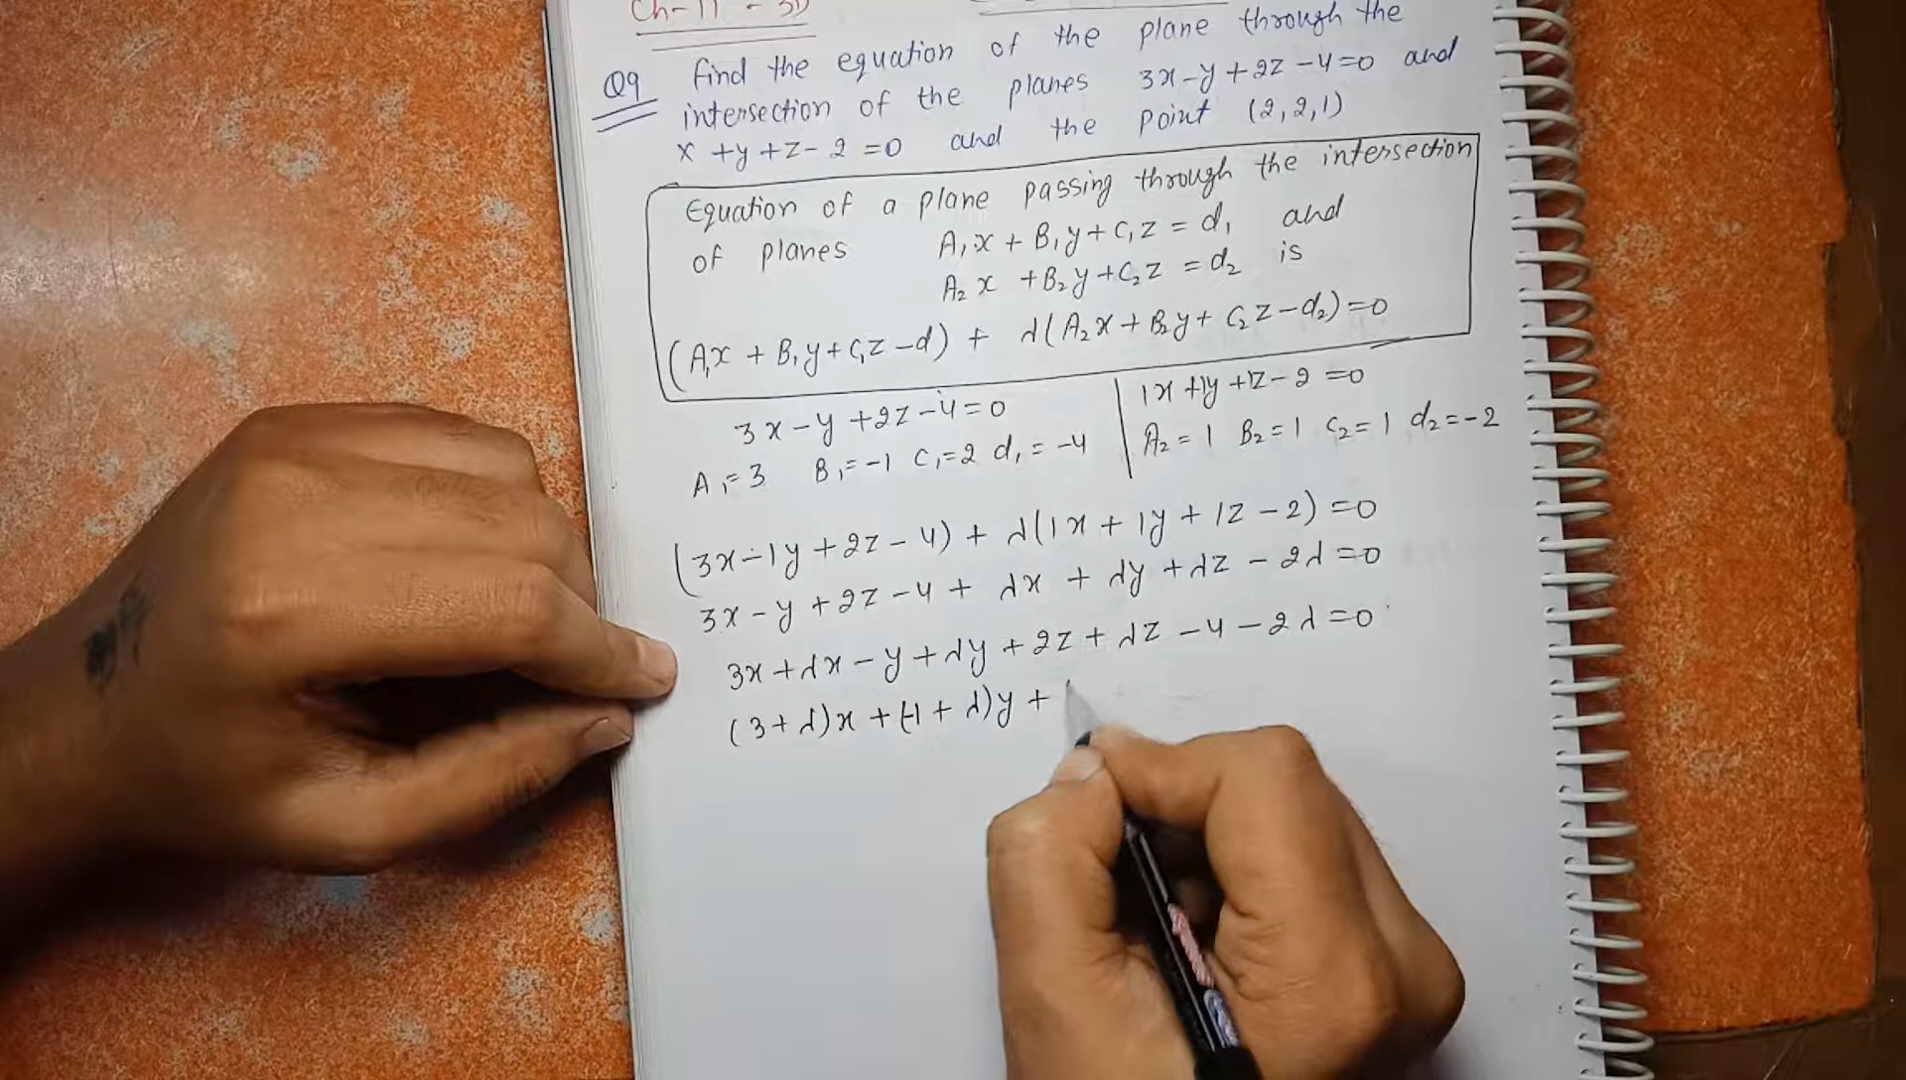 Ch-11 - 3D
Q9 find the equation of the plane through the
intersection of the planes 3x-y+2z-4=0 and
x+y+z-2=0 and the point (2,2,1)
Equation of a plane passing through the intersection
of planes A₁x + B₁y + C₁z = d₁ and
A₂x + B₂y + C₂z = d₂ is
(A₁x + B₁y + C₁z - d) + λ(A₂x + B₂y + C₂z - d₂) = 0
3x - y + 2z - 4 = 0
A₁ = 3 B₁ = -1 C₁ = 2 d₁ = -4
1x + 1y + 1z - 2 = 0
A₂ = 1 B₂ = 1 C₂ = 1 d₂ = -2
(3x - 1y + 2z - 4) + λ(1x + 1y + 1z - 2) = 0
3x - y + 2z - 4 + λx + λy + λz - 2λ = 0
3x + λx - y + λy + 2z + λz - 4 - 2λ = 0
(3 + λ)x + (-1 + λ)y +